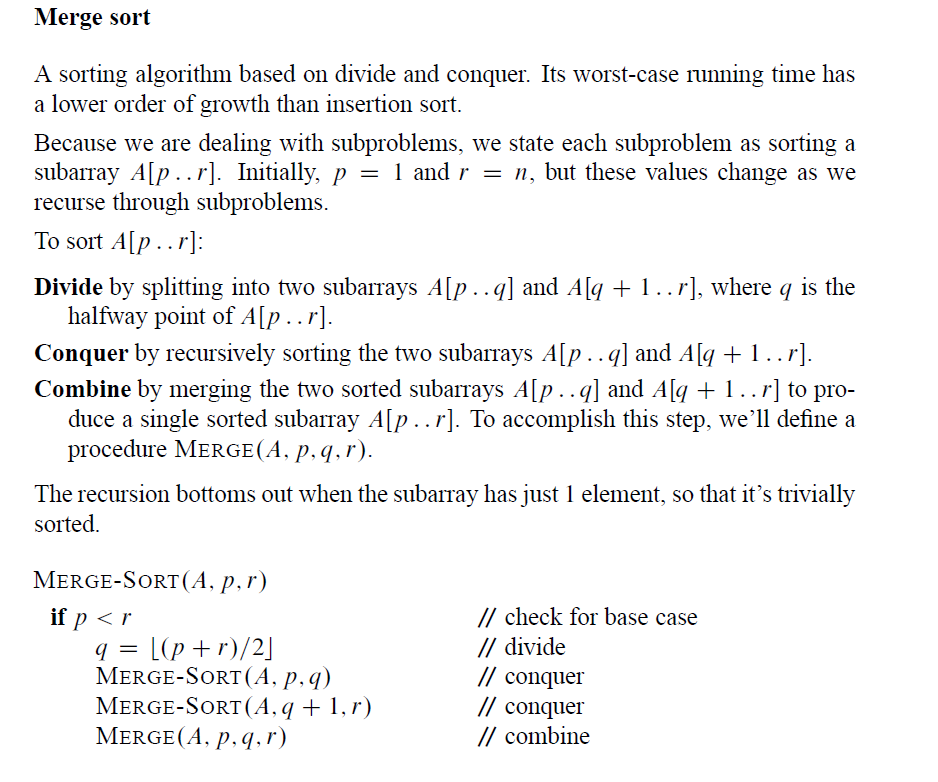 Merge sort
A sorting algorithm based on divide and conquer. Its worst-case running time has
a lower order of growth than insertion sort.
Because we are dealing with subproblems, we state each subproblem as sorting a
subarray A[p . . r]. Initially, p = 1 and r = n, but these values change as we
recurse through subproblems.
To sort A[p . . r]:
Divide by splitting into two subarrays A[p . . q] and A[q + 1 . . r], where q is the
halfway point of A[p . . r].
Conquer by recursively sorting the two subarrays A[p . . q] and A[q + 1 . . r].
Combine by merging the two sorted subarrays A[p . . q] and A[q + 1 . . r] to pro-
duce a single sorted subarray A[p . . r]. To accomplish this step, we’ll define a
procedure MERGE(A, p, q, r).
The recursion bottoms out when the subarray has just 1 element, so that it’s trivially
sorted.
MERGE-SORT(A, p, r)
if p < r // check for base case
q = ⌊(p + r)/2⌋ // divide
MERGE-SORT(A, p, q) // conquer
MERGE-SORT(A, q + 1, r) // conquer
MERGE(A, p, q, r) // combine